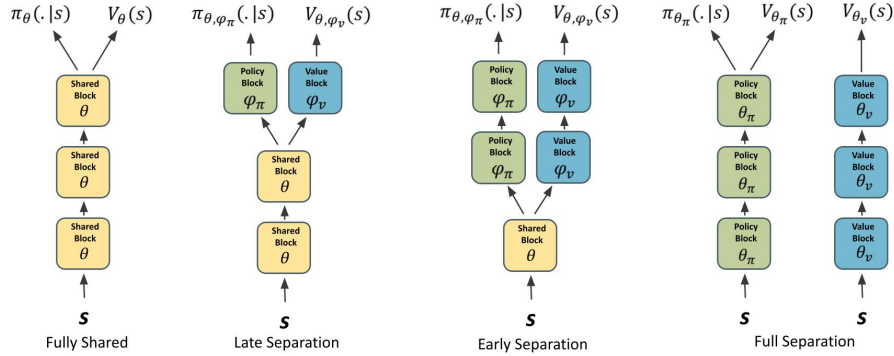 π_θ(.|s) V_θ(s)
Shared Block θ
Shared Block θ
Shared Block θ
s
Fully Shared
π_θ,φ_π(.|s) V_θ,φ_v(s)
Policy Block φ_π
Value Block φ_v
Shared Block θ
Shared Block θ
s
Late Separation
π_θ,φ_π(.|s) V_θ,φ_v(s)
Policy Block φ_π
Value Block φ_v
Policy Block φ_π
Value Block φ_v
Shared Block θ
s
Early Separation
π_θ_π(.|s) V_θ_π(s) V_θ_v(s)
Policy Block θ_π
Value Block θ_v
Policy Block θ_π
Value Block θ_v
Policy Block θ_π
Value Block θ_v
s s
Full Separation